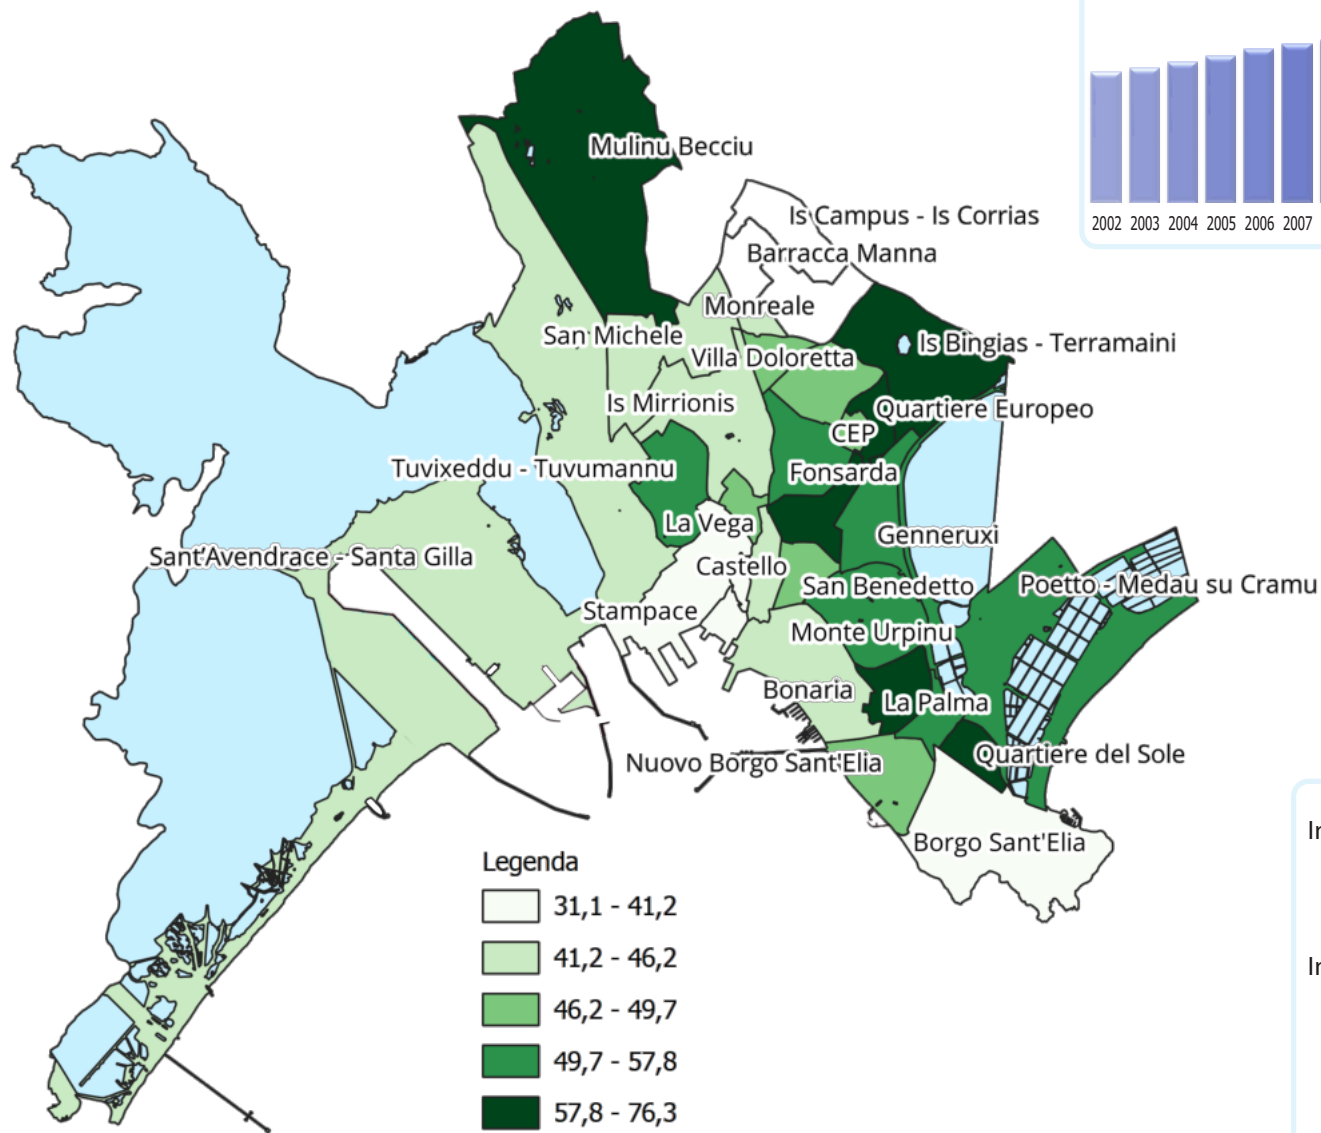 2002 2003 2004 2005 2006 2007
Mulinu Becciu
Is Campus - Is Corrias
Barracca Manna
Monreale
San Michele
Villa Doloretta
Is Bingias - Terramaini
Is Mirrionis
Quartiere Europeo
CEP
Tuvixeddu - Tuvumannu
Fonsarda
La Vega
Genneruxi
Sant'Avendrace - Santa Gilla
Castello
San Benedetto
Poetto - Medau su Cramu
Stampace
Monte Urpinu
Bonaria
La Palma
Nuovo Borgo Sant'Elia
Quartiere del Sole
Borgo Sant'Elia
Legenda
31,1 - 41,2
41,2 - 46,2
46,2 - 49,7
49,7 - 57,8
57,8 - 76,3